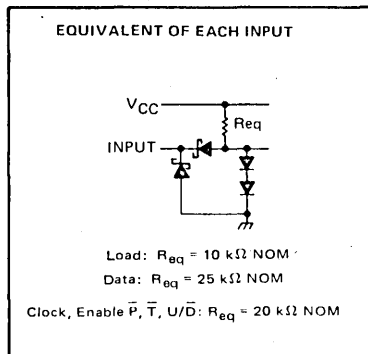 EQUIVALENT OF EACH INPUT
VCC
Req
INPUT
Load: Req = 10 kΩ NOM
Data: Req = 25 kΩ NOM
Clock, Enable P̅, T̅, U/D̅: Req = 20 kΩ NOM